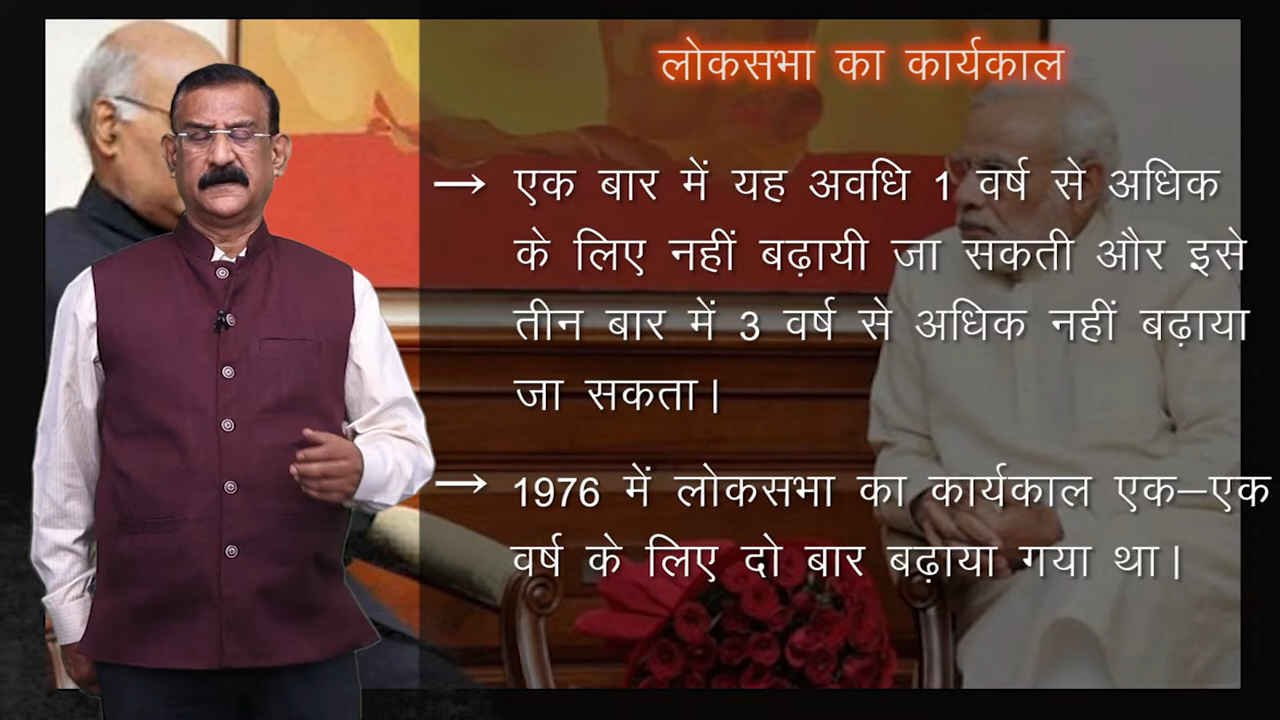 लोकसभा का कार्यकाल
→ एक बार में यह अवधि 1 वर्ष से अधिक
के लिए नहीं बढ़ायी जा सकती और इसे
तीन बार में 3 वर्ष से अधिक नहीं बढ़ाया
जा सकता।
→ 1976 में लोकसभा का कार्यकाल एक–एक
वर्ष के लिए दो बार बढ़ाया गया था।